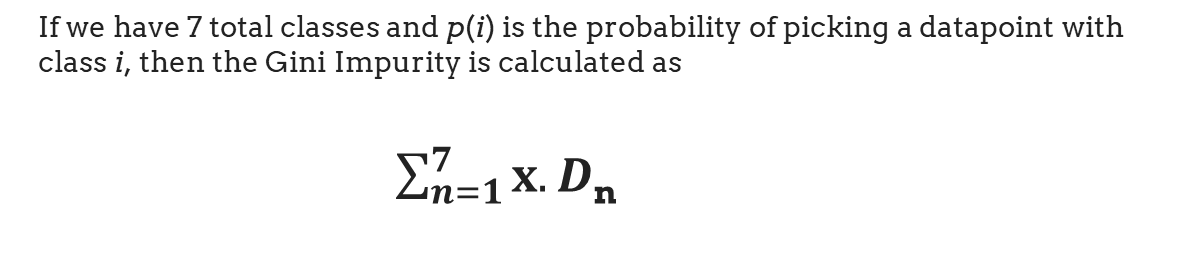 If we have 7 total classes and p(i) is the probability of picking a datapoint with
class i, then the Gini Impurity is calculated as
∑⁷ₙ₌₁ x. Dₙ